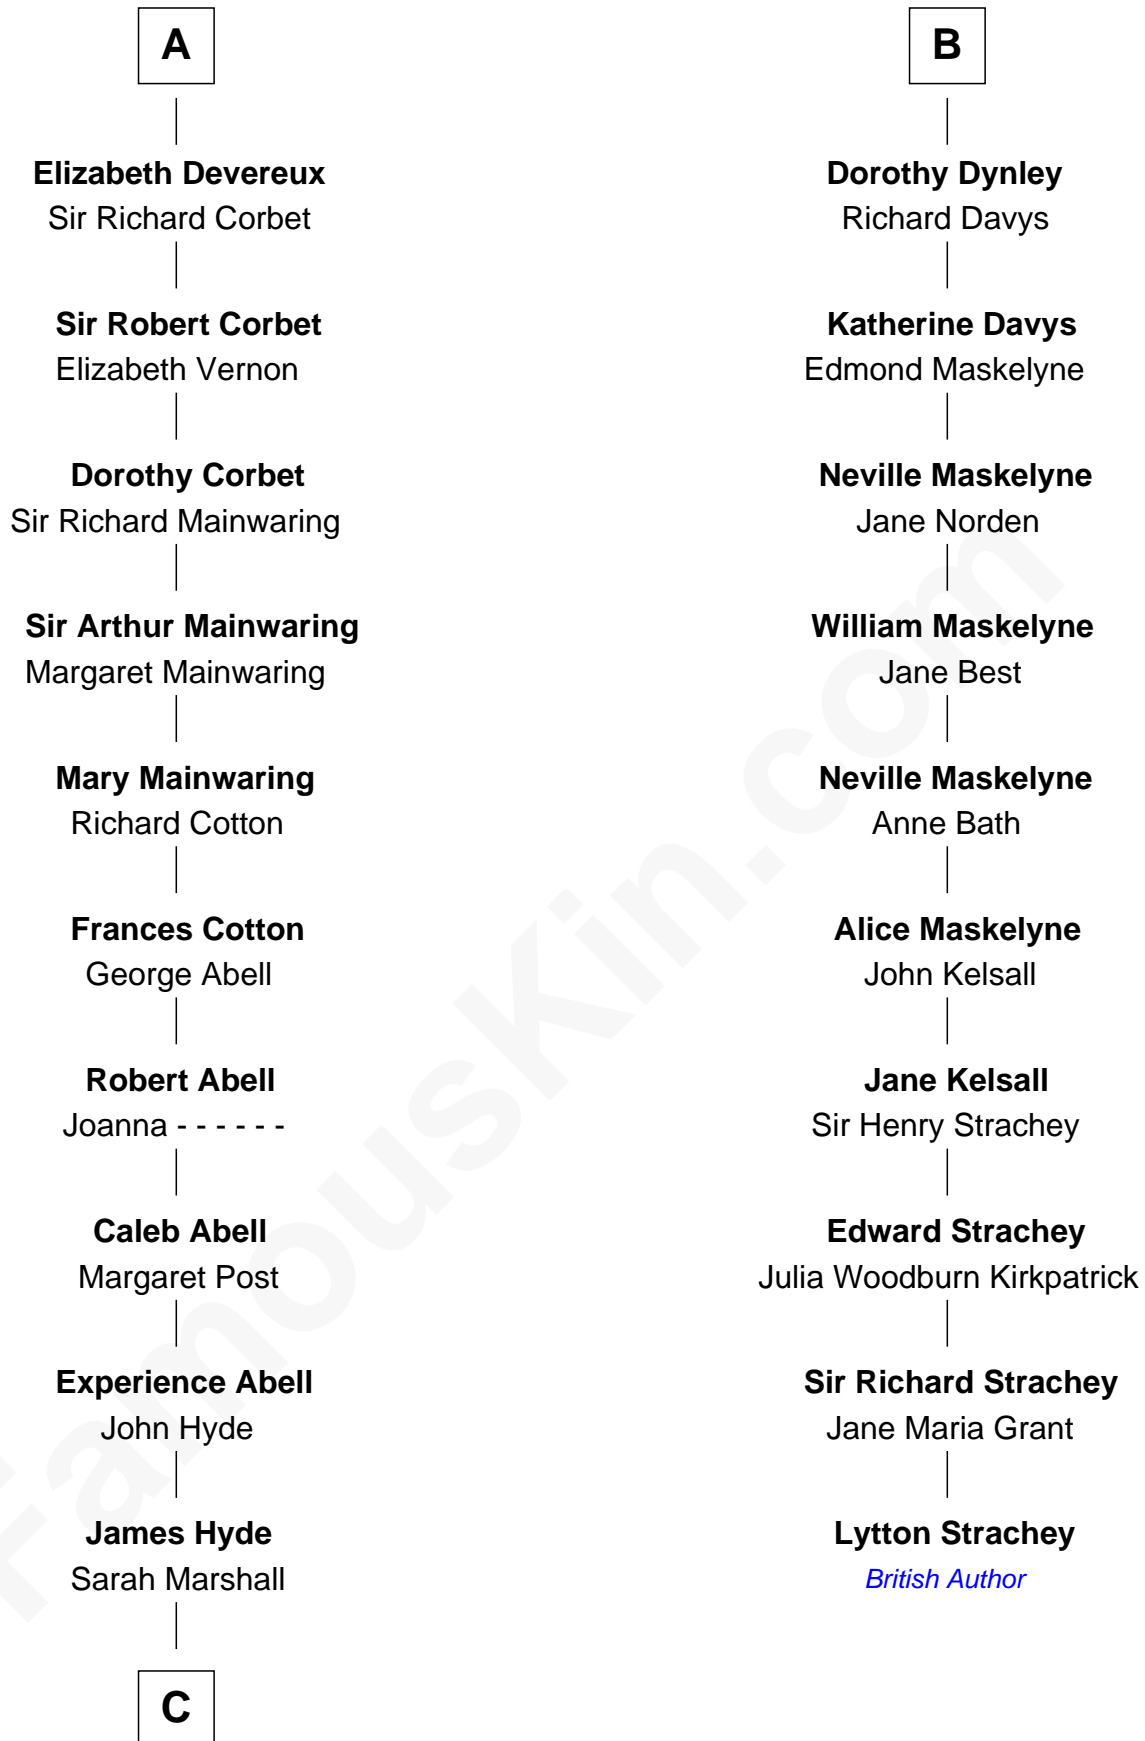 A
Elizabeth Devereux
Sir Richard Corbet
Sir Robert Corbet
Elizabeth Vernon
Dorothy Corbet
Sir Richard Mainwaring
Sir Arthur Mainwaring
Margaret Mainwaring
Mary Mainwaring
Richard Cotton
Frances Cotton
George Abell
Robert Abell
Joanna - - - - - -
Caleb Abell
Margaret Post
Experience Abell
John Hyde
James Hyde
Sarah Marshall
C
B
Dorothy Dynley
Richard Davys
Katherine Davys
Edmond Maskelyne
Neville Maskelyne
Jane Norden
William Maskelyne
Jane Best
Neville Maskelyne
Anne Bath
Alice Maskelyne
John Kelsall
Jane Kelsall
Sir Henry Strachey
Edward Strachey
Julia Woodburn Kirkpatrick
Sir Richard Strachey
Jane Maria Grant
Lytton Strachey
British Author
FamousKin.com